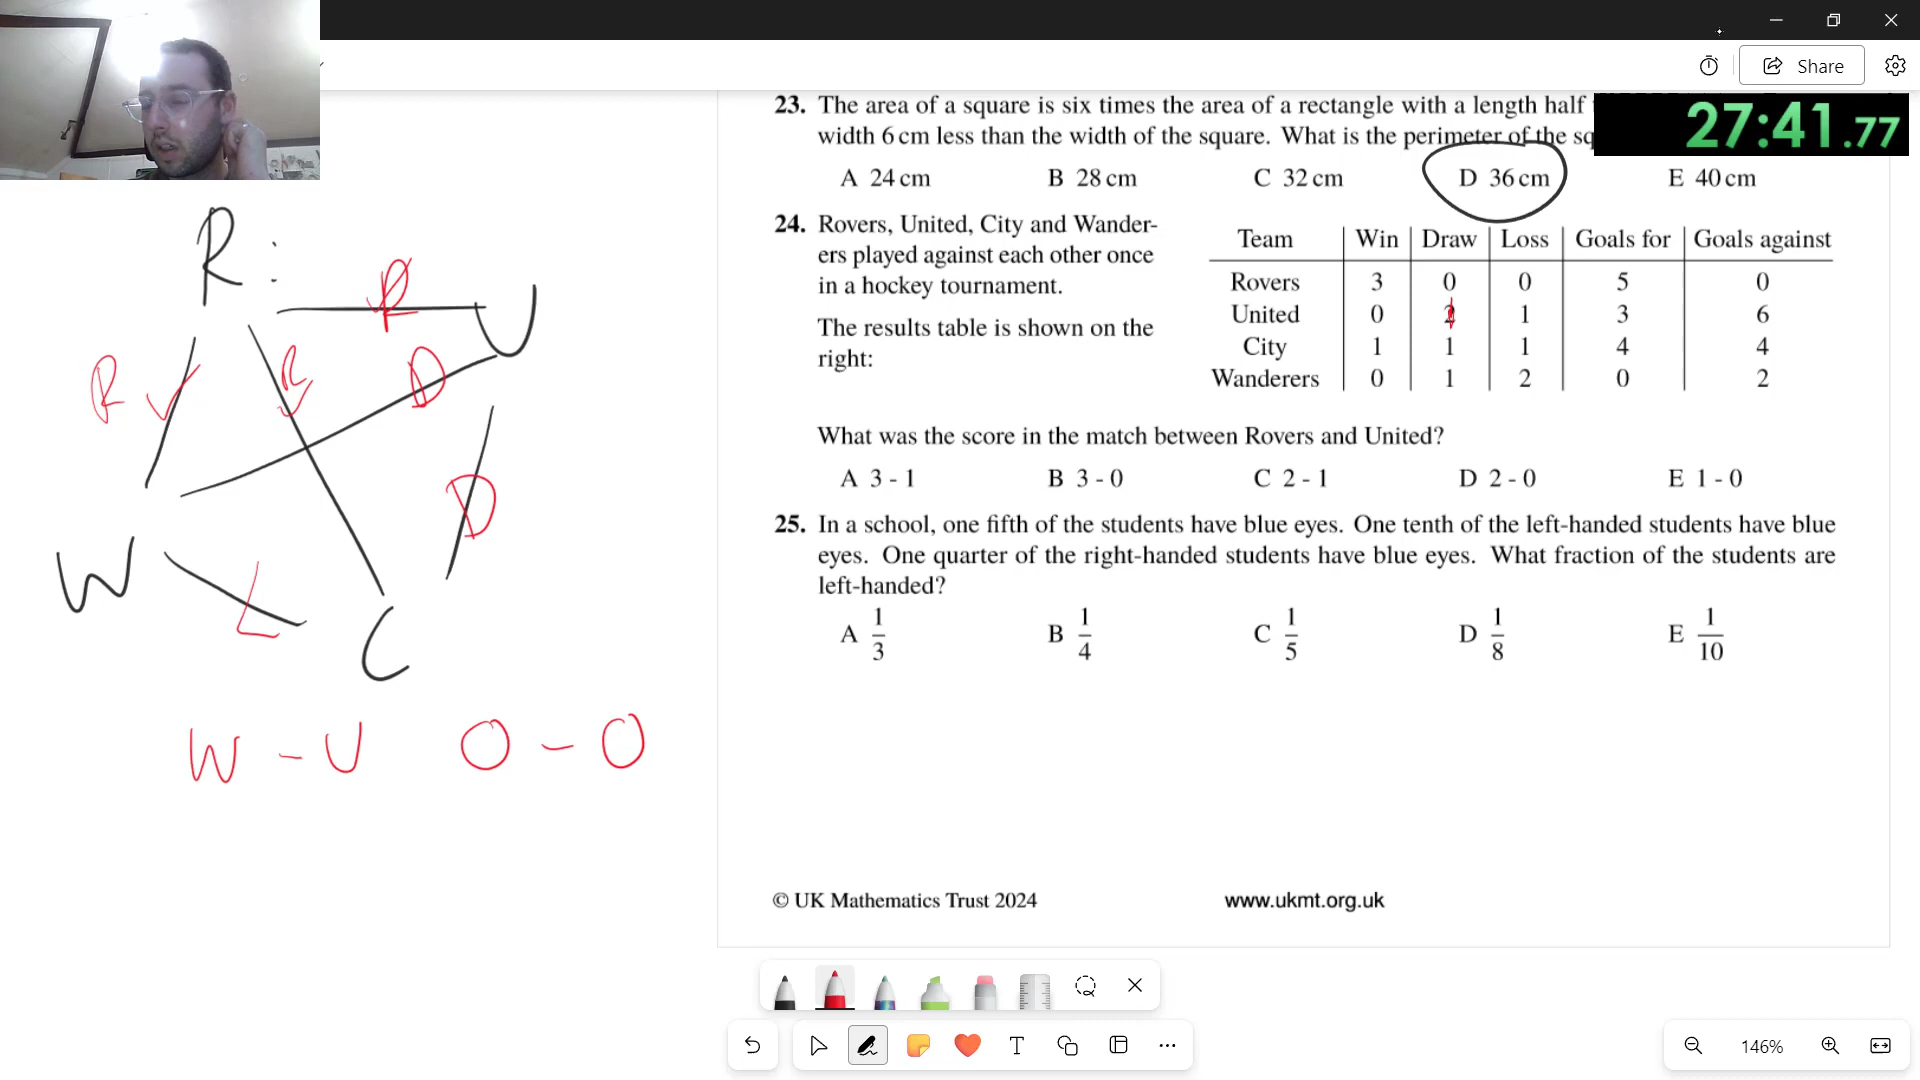 Share
27:41.77
23. The area of a square is six times the area of a rectangle with a length half
width 6 cm less than the width of the square. What is the perimeter of the sq
A 24 cm B 28 cm C 32 cm D 36 cm E 40 cm
24. Rovers, United, City and Wander-
ers played against each other once
in a hockey tournament.
The results table is shown on the
right:
Team Win Draw Loss Goals for Goals against
Rovers 3 0 0 5 0
United 0 2 1 3 6
City 1 1 1 4 4
Wanderers 0 1 2 0 2
What was the score in the match between Rovers and United?
A 3 - 1 B 3 - 0 C 2 - 1 D 2 - 0 E 1 - 0
25. In a school, one fifth of the students have blue eyes. One tenth of the left-handed students have blue
eyes. One quarter of the right-handed students have blue eyes. What fraction of the students are
left-handed?
A 1/3 B 1/4 C 1/5 D 1/8 E 1/10
© UK Mathematics Trust 2024 www.ukmt.org.uk
R:
R
U
R
R
D
D
W
L
C
W - U 0 - 0
146%